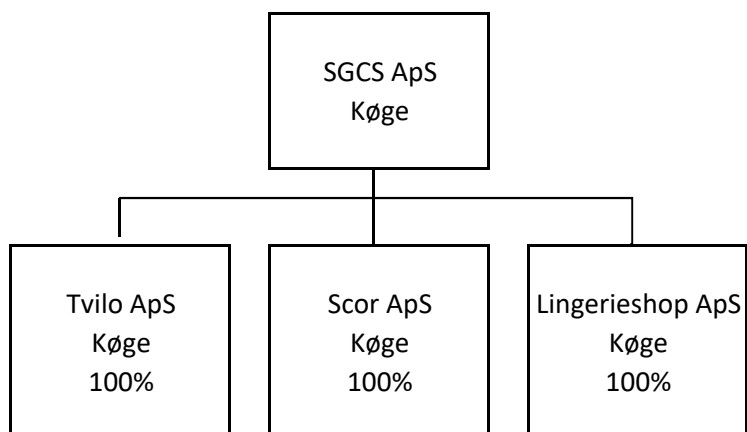 SGCS ApS
Køge
Tvilo ApS
Køge
100%
Scor ApS
Køge
100%
Lingerieshop ApS
Køge
100%